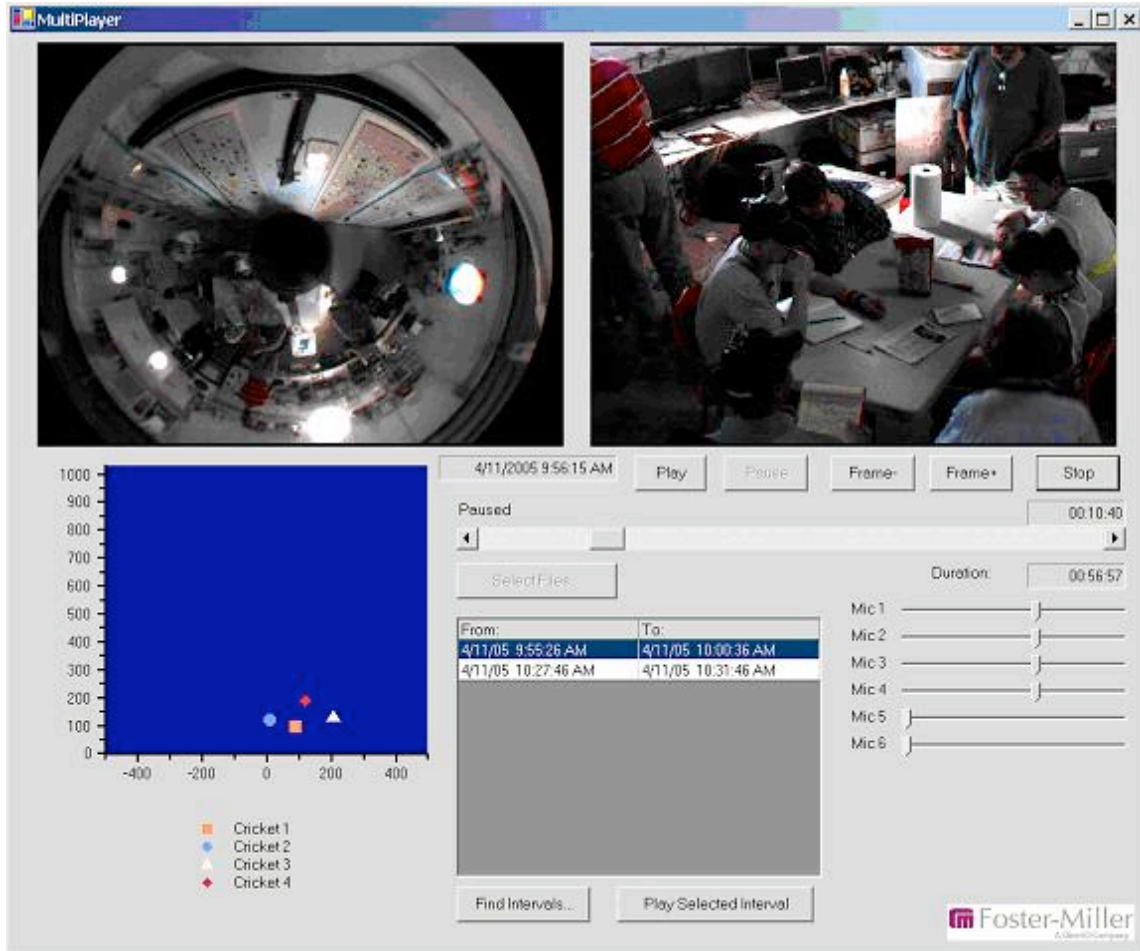 MultiPlayer
4/11/2005 9:56:15 AM
Play
Pause
Frame-
Frame+
Stop
Paused
00:10:40
Select Files...
Duration:
00:56:57
1000
900
800
700
600
500
400
300
200
100
0
-400 -200 0 200 400
Cricket 1
Cricket 2
Cricket 3
Cricket 4
From: To:
4/11/05 9:55:26 AM 4/11/05 10:00:36 AM
4/11/05 10:27:46 AM 4/11/05 10:31:46 AM
Mic 1
Mic 2
Mic 3
Mic 4
Mic 5
Mic 6
Find Intervals...
Play Selected Interval
Foster-Miller